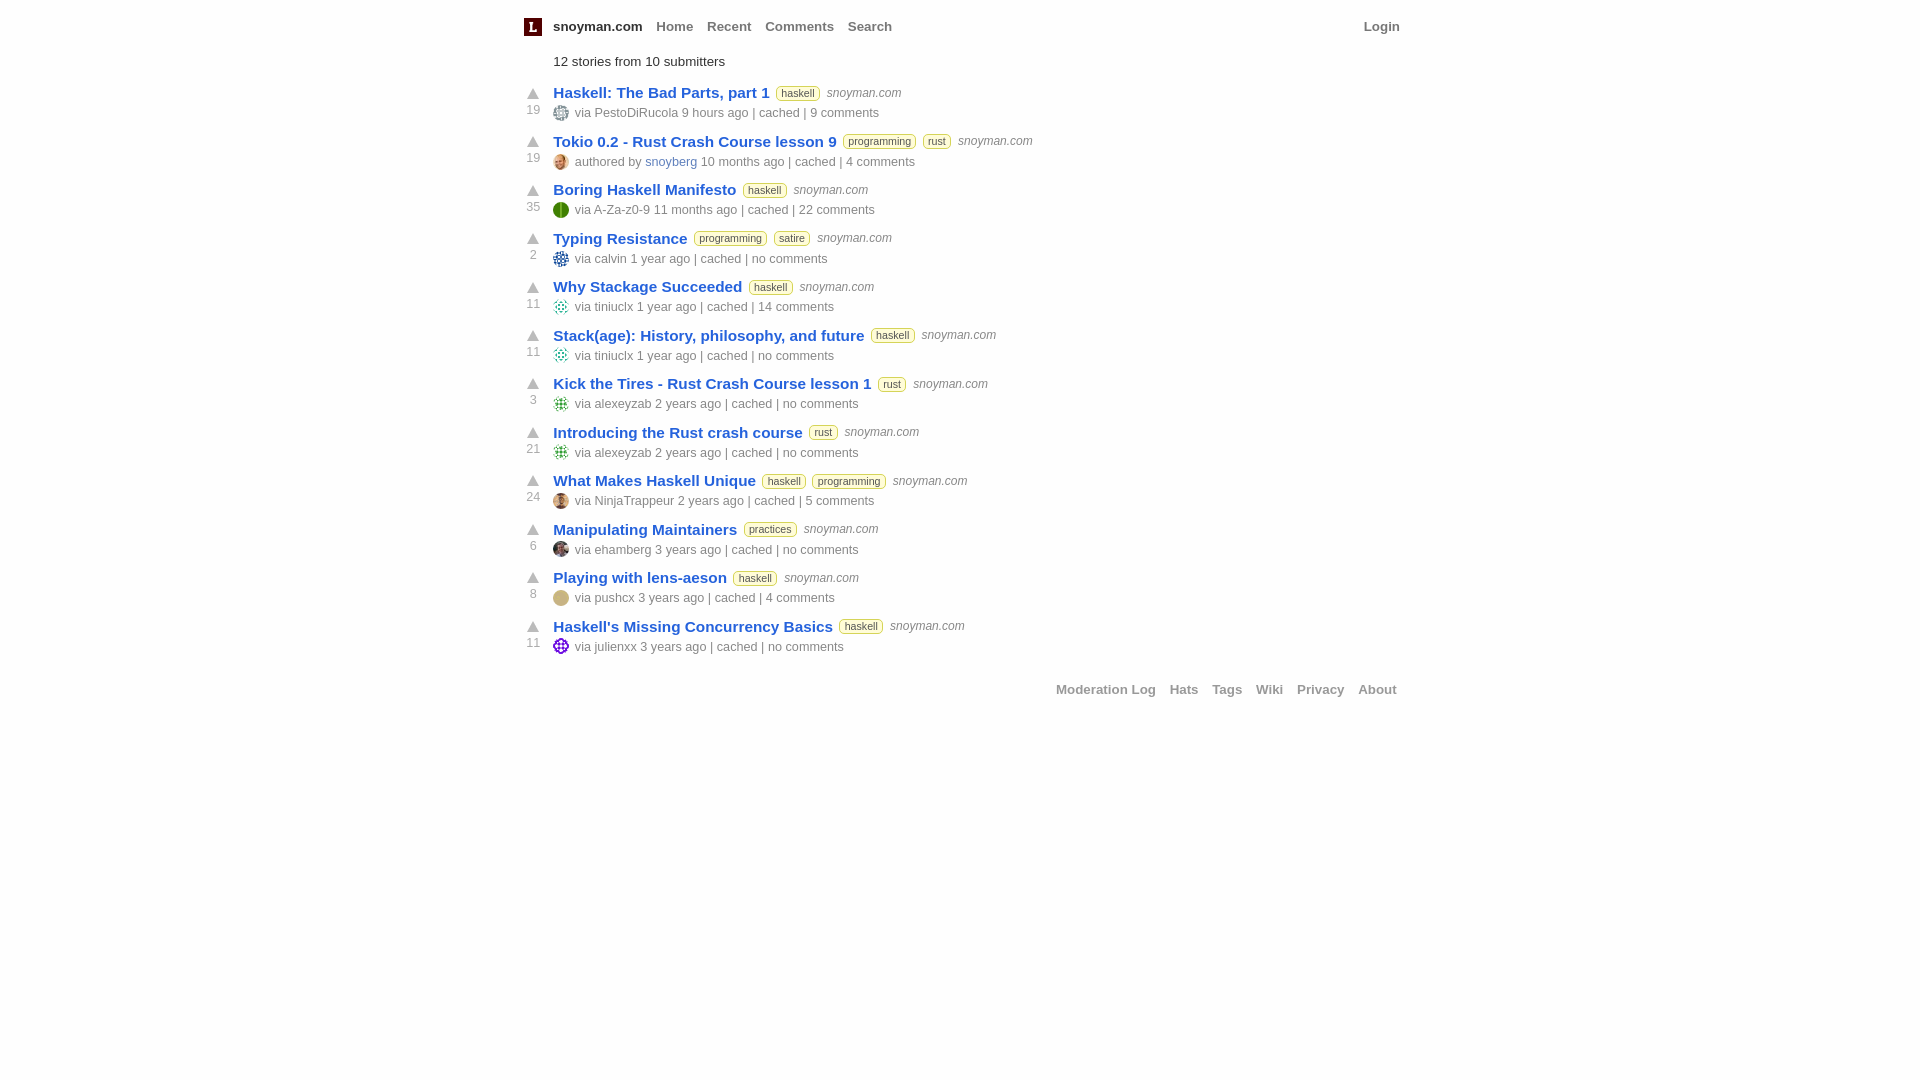 L snoyman.com Home Recent Comments Search Login
12 stories from 10 submitters
Haskell: The Bad Parts, part 1 haskell snoyman.com
19
via PestoDiRucola 9 hours ago | cached | 9 comments
Tokio 0.2 - Rust Crash Course lesson 9 programming rust snoyman.com
19
authored by snoyberg 10 months ago | cached | 4 comments
Boring Haskell Manifesto haskell snoyman.com
35
via A-Za-z0-9 11 months ago | cached | 22 comments
Typing Resistance programming satire snoyman.com
2
via calvin 1 year ago | cached | no comments
Why Stackage Succeeded haskell snoyman.com
11
via tiniuclx 1 year ago | cached | 14 comments
Stack(age): History, philosophy, and future haskell snoyman.com
11
via tiniuclx 1 year ago | cached | no comments
Kick the Tires - Rust Crash Course lesson 1 rust snoyman.com
3
via alexeyzab 2 years ago | cached | no comments
Introducing the Rust crash course rust snoyman.com
21
via alexeyzab 2 years ago | cached | no comments
What Makes Haskell Unique haskell programming snoyman.com
24
via NinjaTrappeur 2 years ago | cached | 5 comments
Manipulating Maintainers practices snoyman.com
6
via ehamberg 3 years ago | cached | no comments
Playing with lens-aeson haskell snoyman.com
8
via pushcx 3 years ago | cached | 4 comments
Haskell's Missing Concurrency Basics haskell snoyman.com
11
via julienxx 3 years ago | cached | no comments
Moderation Log Hats Tags Wiki Privacy About